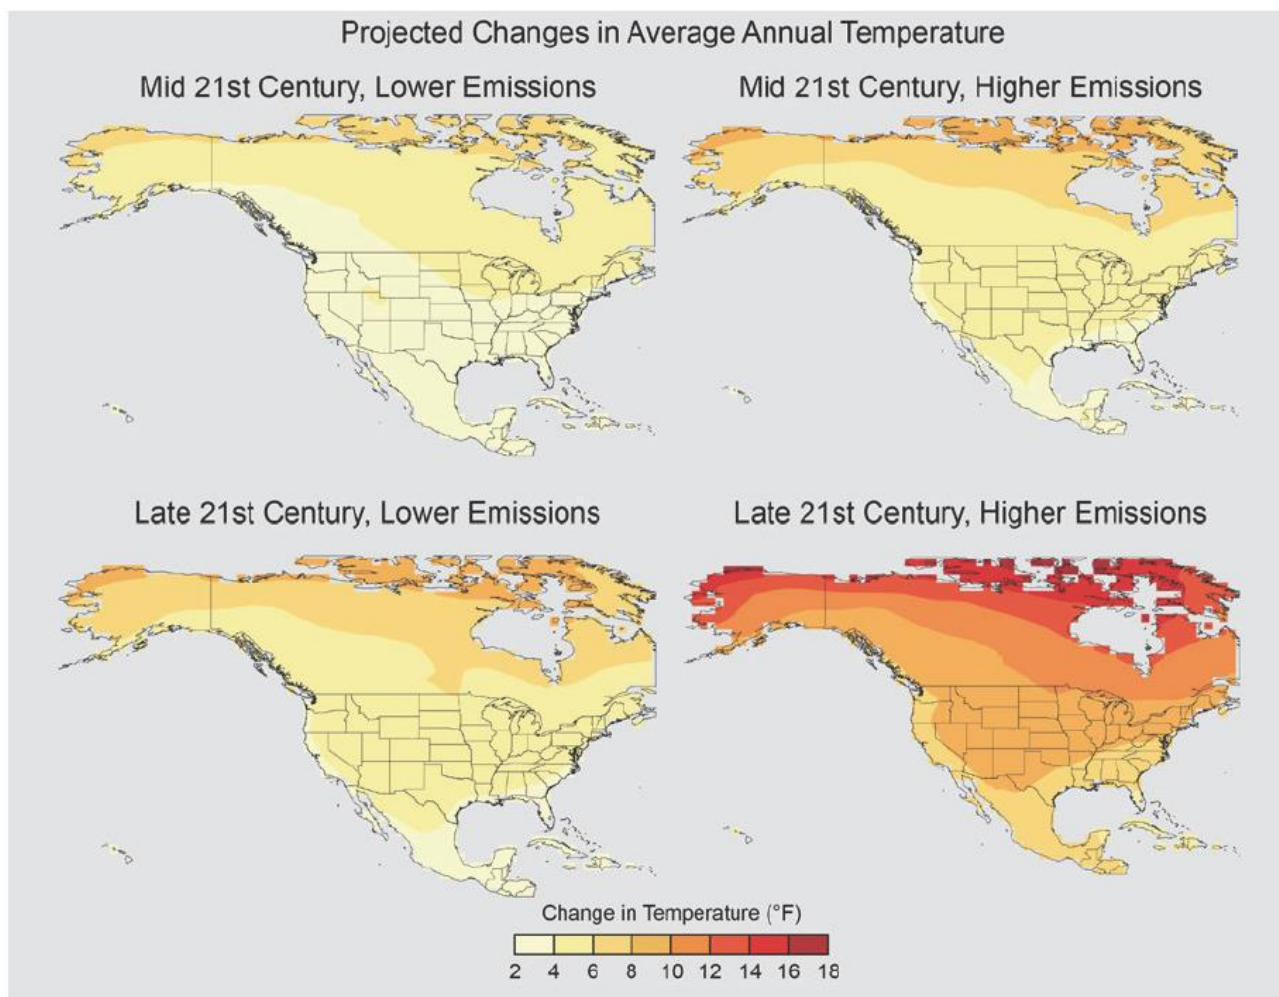 Projected Changes in Average Annual Temperature
Mid 21st Century, Lower Emissions
Mid 21st Century, Higher Emissions
Late 21st Century, Lower Emissions
Late 21st Century, Higher Emissions
Change in Temperature (°F)
2 4 6 8 10 12 14 16 18